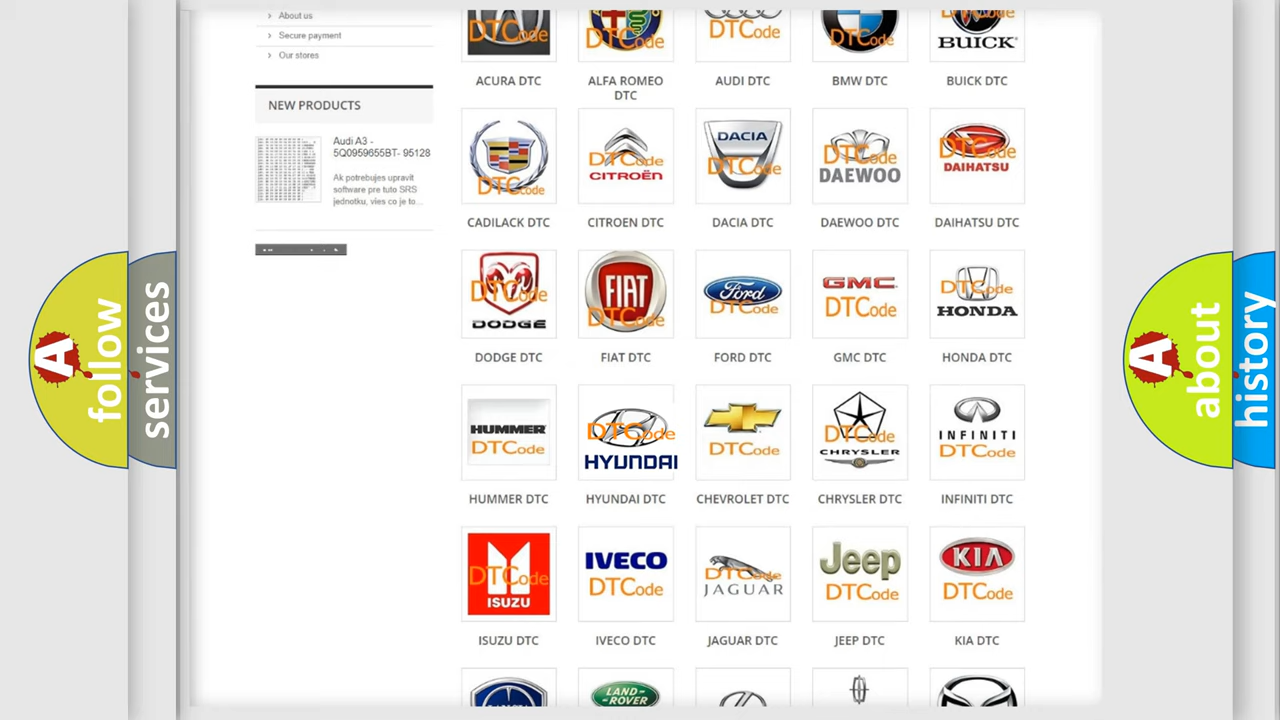 About us
Secure payment
Our stores
NEW PRODUCTS
Audi A3 -
5Q0959655BT- 95128
Ak potrebujes upravit
software pre tuto SRS
jednotku, vies co je to...
DTCode
DTCode
DTCode
DTCode
BUICK
ACURA DTC
ALFA ROMEO
DTC
AUDI DTC
BMW DTC
BUICK DTC
DTCode
DTCode
CITROËN
DACIA
DTCode
DTCode
DAEWOO
DTCode
DAIHATSU
CADILACK DTC
CITROEN DTC
DACIA DTC
DAEWOO DTC
DAIHATSU DTC
DTCode
DODGE
FIAT
DTCode
Ford
DTCode
GMC
DTCode
DTCode
HONDA
DODGE DTC
FIAT DTC
FORD DTC
GMC DTC
HONDA DTC
HUMMER
DTCode
DTCode
HYUNDAI
DTCode
DTCode
CHRYSLER
INFINITI
DTCode
HUMMER DTC
HYUNDAI DTC
CHEVROLET DTC
CHRYSLER DTC
INFINITI DTC
DTCode
ISUZU
IVECO
DTCode
DTCode
JAGUAR
Jeep
DTCode
KIA
DTCode
ISUZU DTC
IVECO DTC
JAGUAR DTC
JEEP DTC
KIA DTC
LAND-
ROVER
A
follow
services
A
about
history